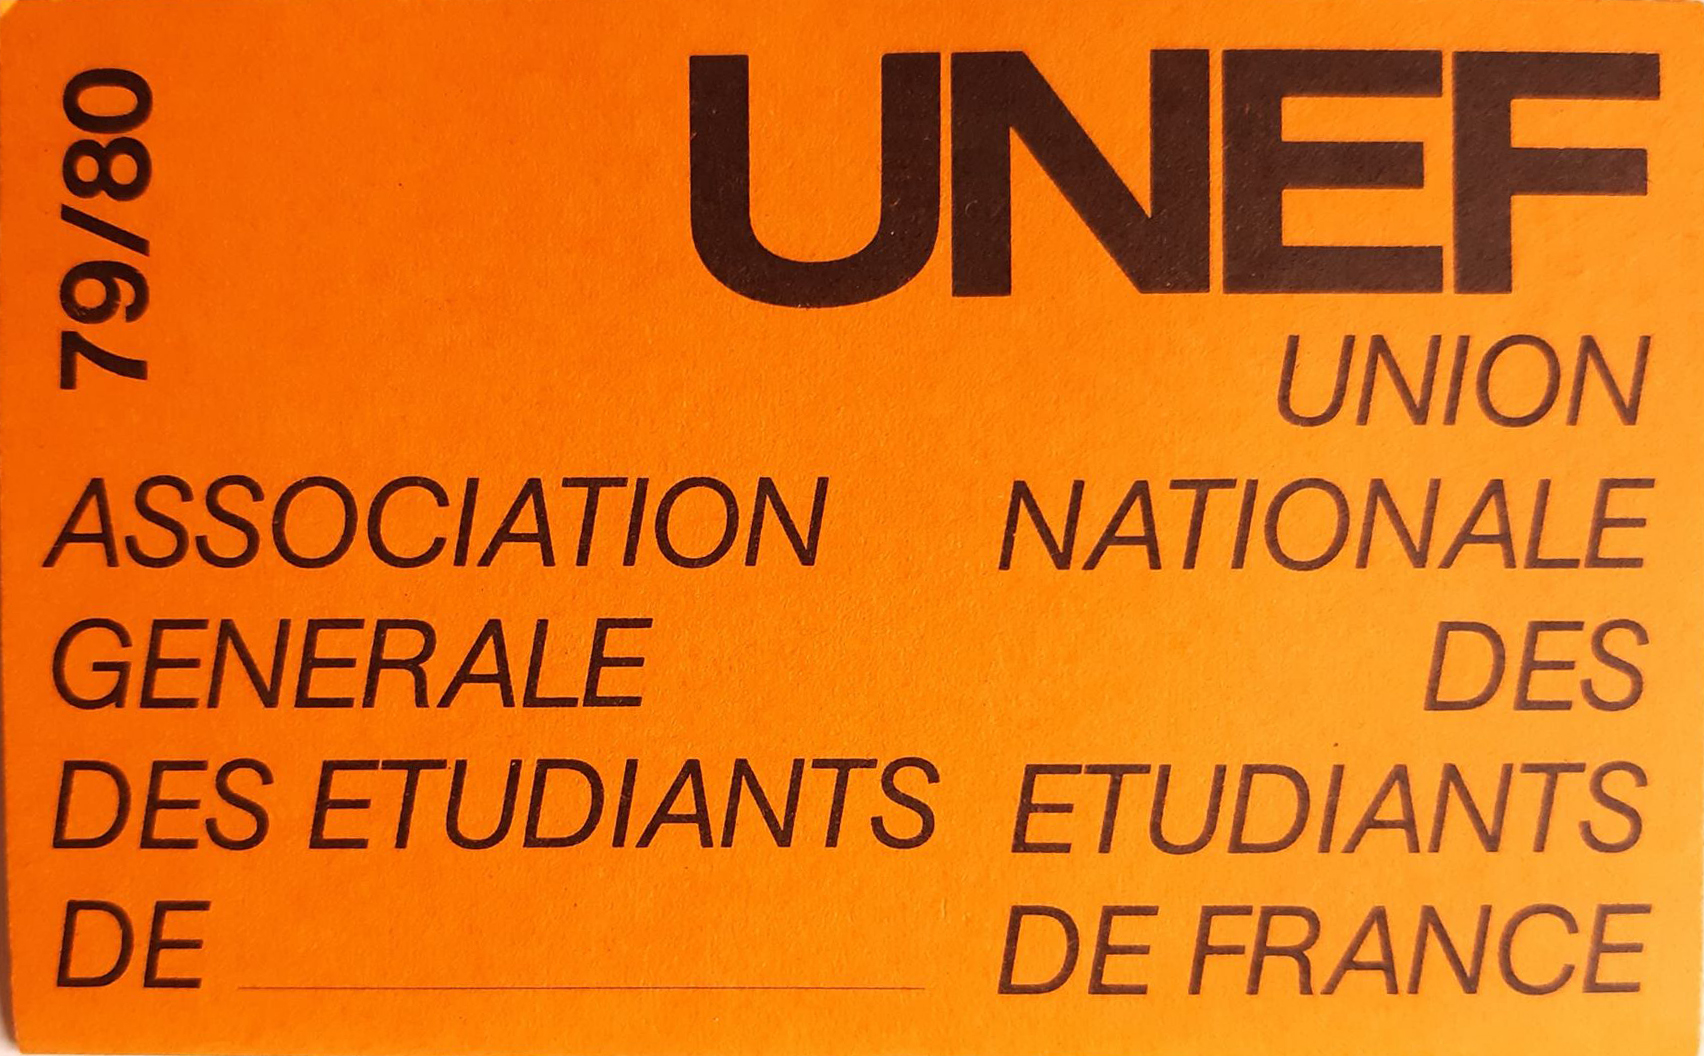 79/80
UNEF
UNION
NATIONALE
DES
ETUDIANTS
DE FRANCE
ASSOCIATION
GENERALE
DES ETUDIANTS
DE